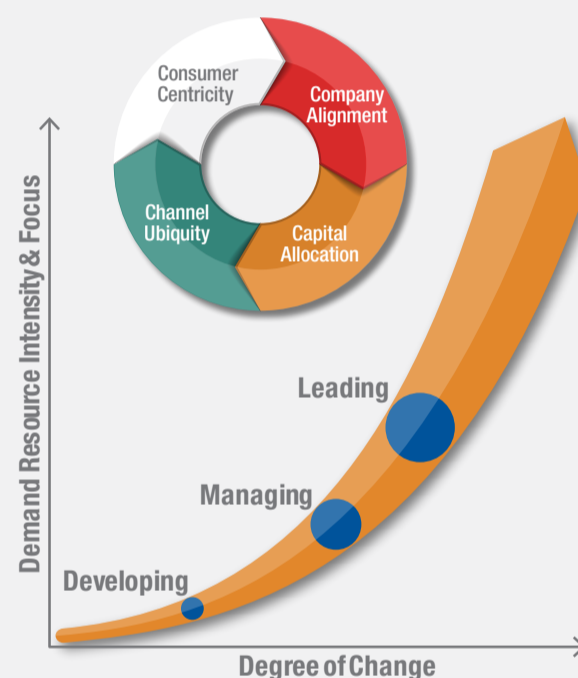 Consumer
Centricity
Company
Alignment
Channel
Ubiquity
Capital
Allocation
Demand Resource Intensity & Focus
Leading
Managing
Developing
Degree of Change